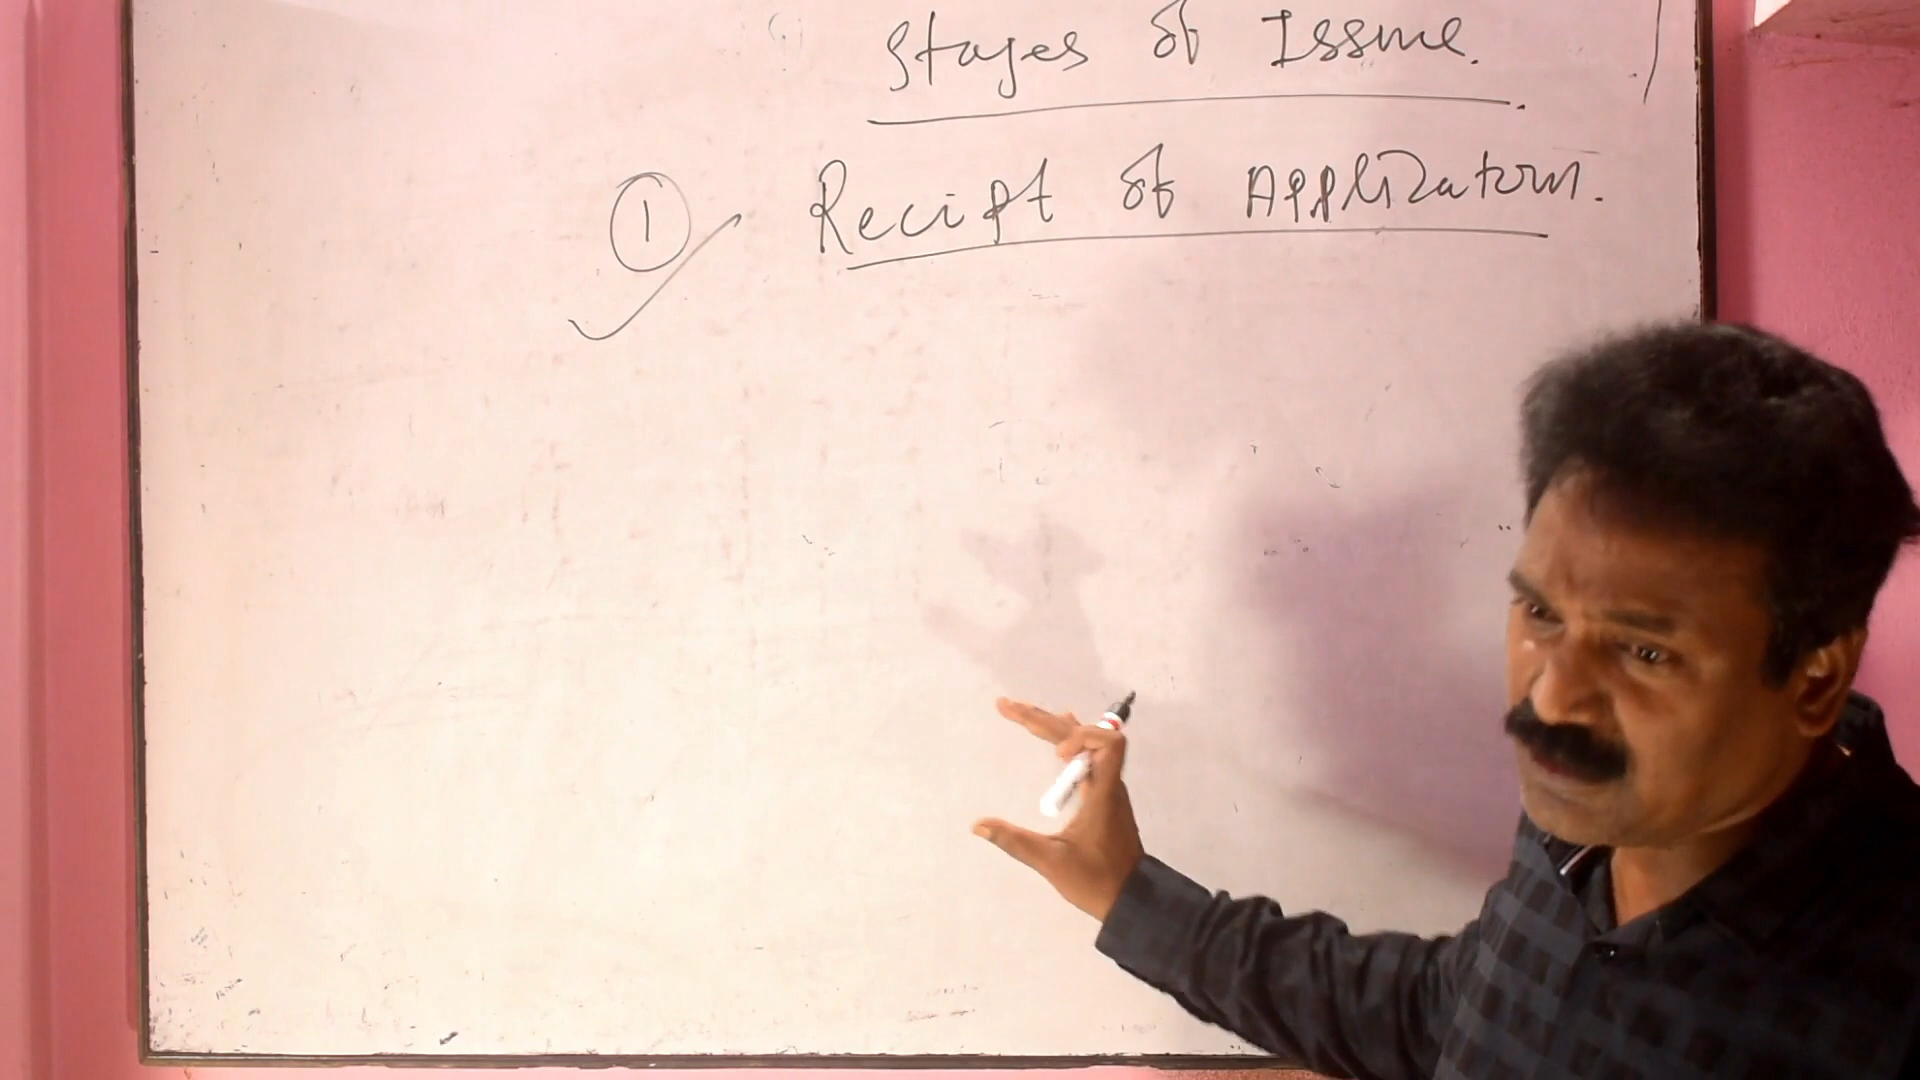 Stages of Issue.
① Recipt of Application.